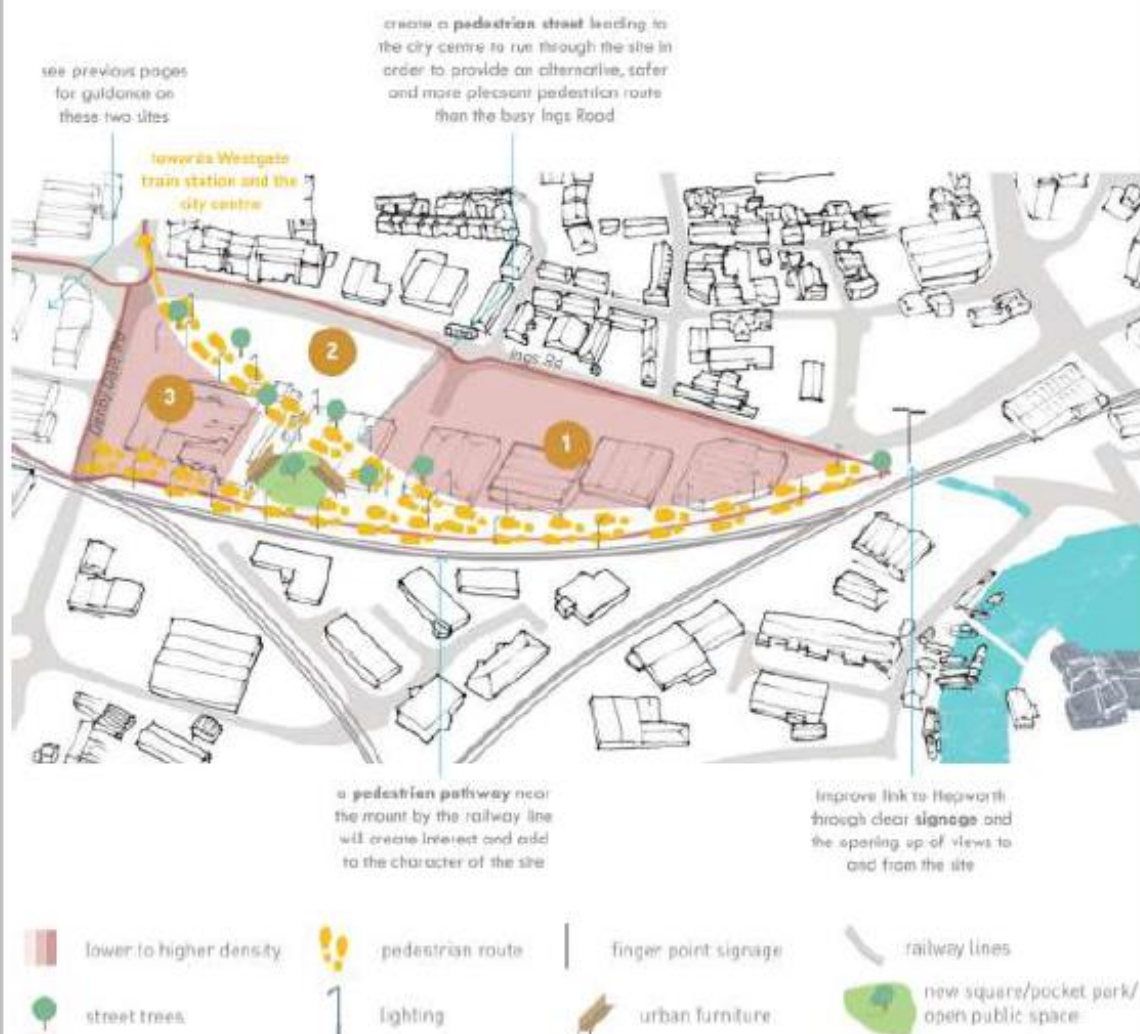 create a pedestrian street leading to
the city centre to run through the site in
order to provide an alternative, safer
and more pleasant pedestrian route
than the busy Ings Road
see previous pages
for guidance on
these two sites
towards Westgate
train station and the
city centre
Ings Rd
Denby Dale Rd
2
3
1
a pedestrian pathway near
the mount by the railway line
will create interest and add
to the character of the site
improve link to Hepworth
through clear signage and
the opening up of views to
and from the site
lower to higher density
pedestrian route
finger point signage
railway lines
street trees
lighting
urban furniture
new square/pocket park/
open public space